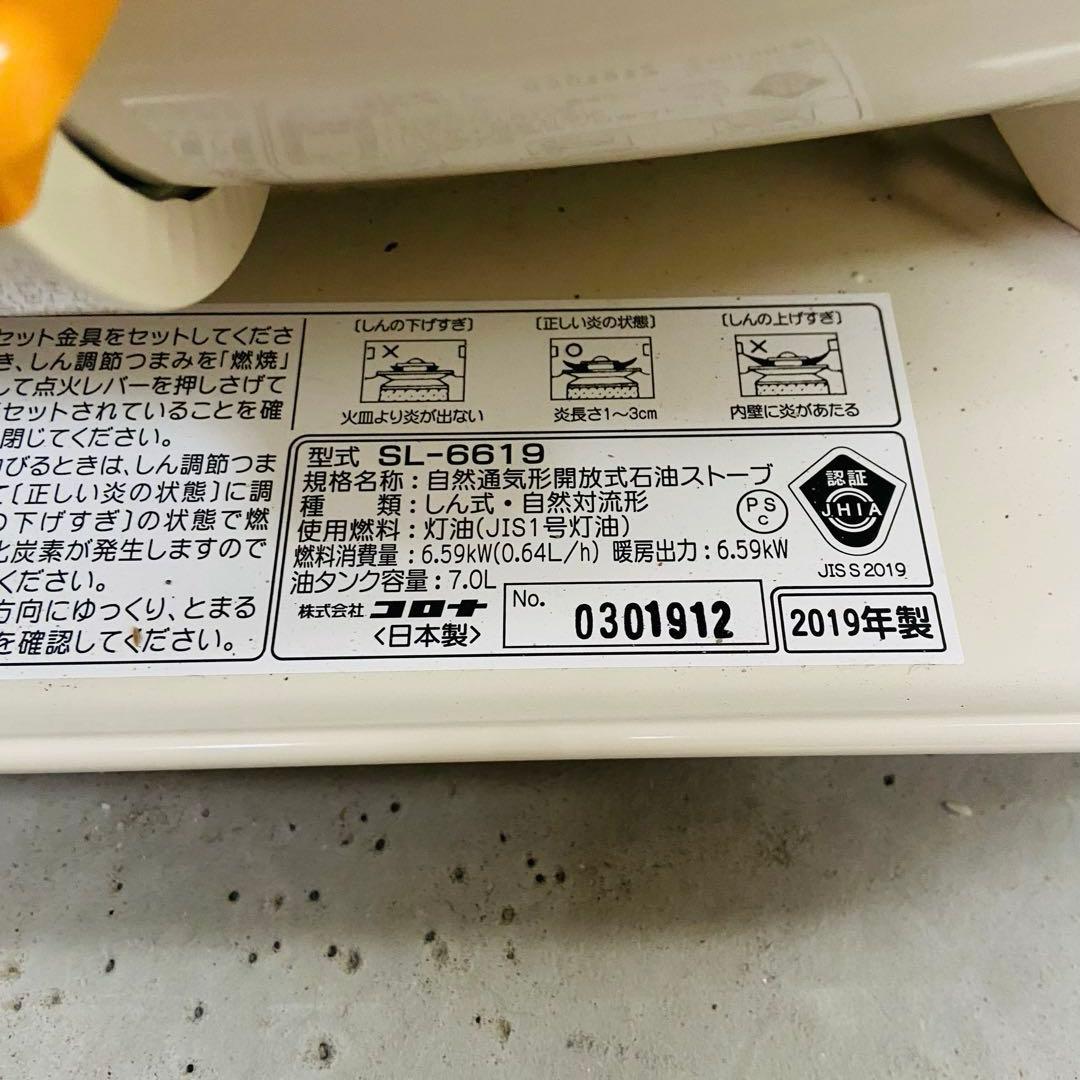 セット金具をセットしてくださ
き、しん調節つまみを「燃焼」
して点火レバーを押しさげて
セットされていることを確
閉じてください。
びるときは、しん調節つま
て〔正しい炎の状態〕に調
の下げすぎ〕の状態で燃
と炭素が発生しますので
ください。
方向にゆっくり、とまる
を確認してください。
〔しんの下げすぎ〕
×
火皿より炎が出ない
〔正しい炎の状態〕
○
炎長さ1〜3cm
〔しんの上げすぎ〕
×
内壁に炎があたる
型式 SL-6619
規格名称:自然通気形開放式石油ストーブ
種 類:しん式・自然対流形
使用燃料:灯油(JIS1号灯油)
燃料消費量:6.59kW(0.64L/h) 暖房出力:6.59kW
油タンク容量:7.0L
株式会社 コロナ
<日本製>
No. 0301912
2019年製
PS
C
認証
JHIA
JIS S 2019